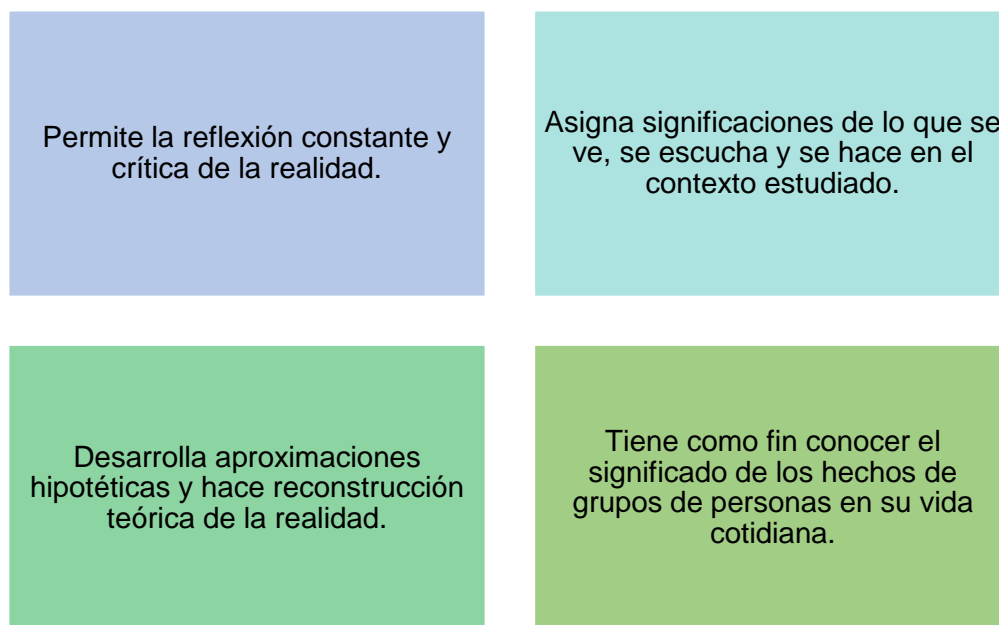 Permite la reflexión constante y
crítica de la realidad.
Asigna significaciones de lo que se
ve, se escucha y se hace en el
contexto estudiado.
Desarrolla aproximaciones
hipotéticas y hace reconstrucción
teórica de la realidad.
Tiene como fin conocer el
significado de los hechos de
grupos de personas en su vida
cotidiana.